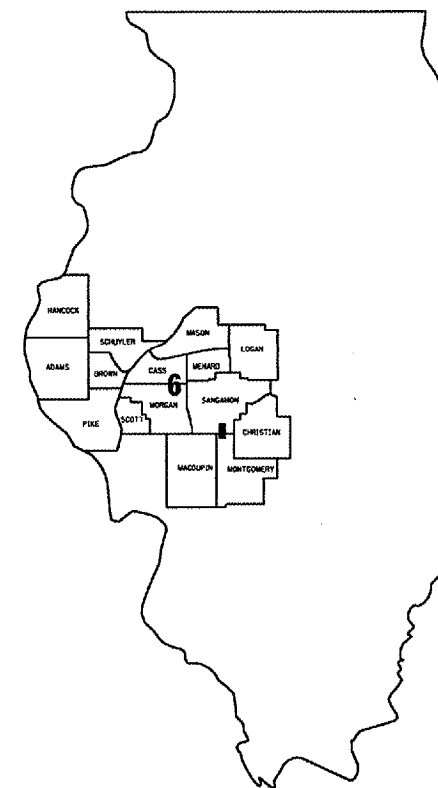 HANCOCK
MASON
SCHUYLER
LOGAN
ADAMS
BROWN
CASS
MENARD
6
MORGAN
SANGAMON
PIKE
SCOTT
CHRISTIAN
MACOUPIN
MONTGOMERY